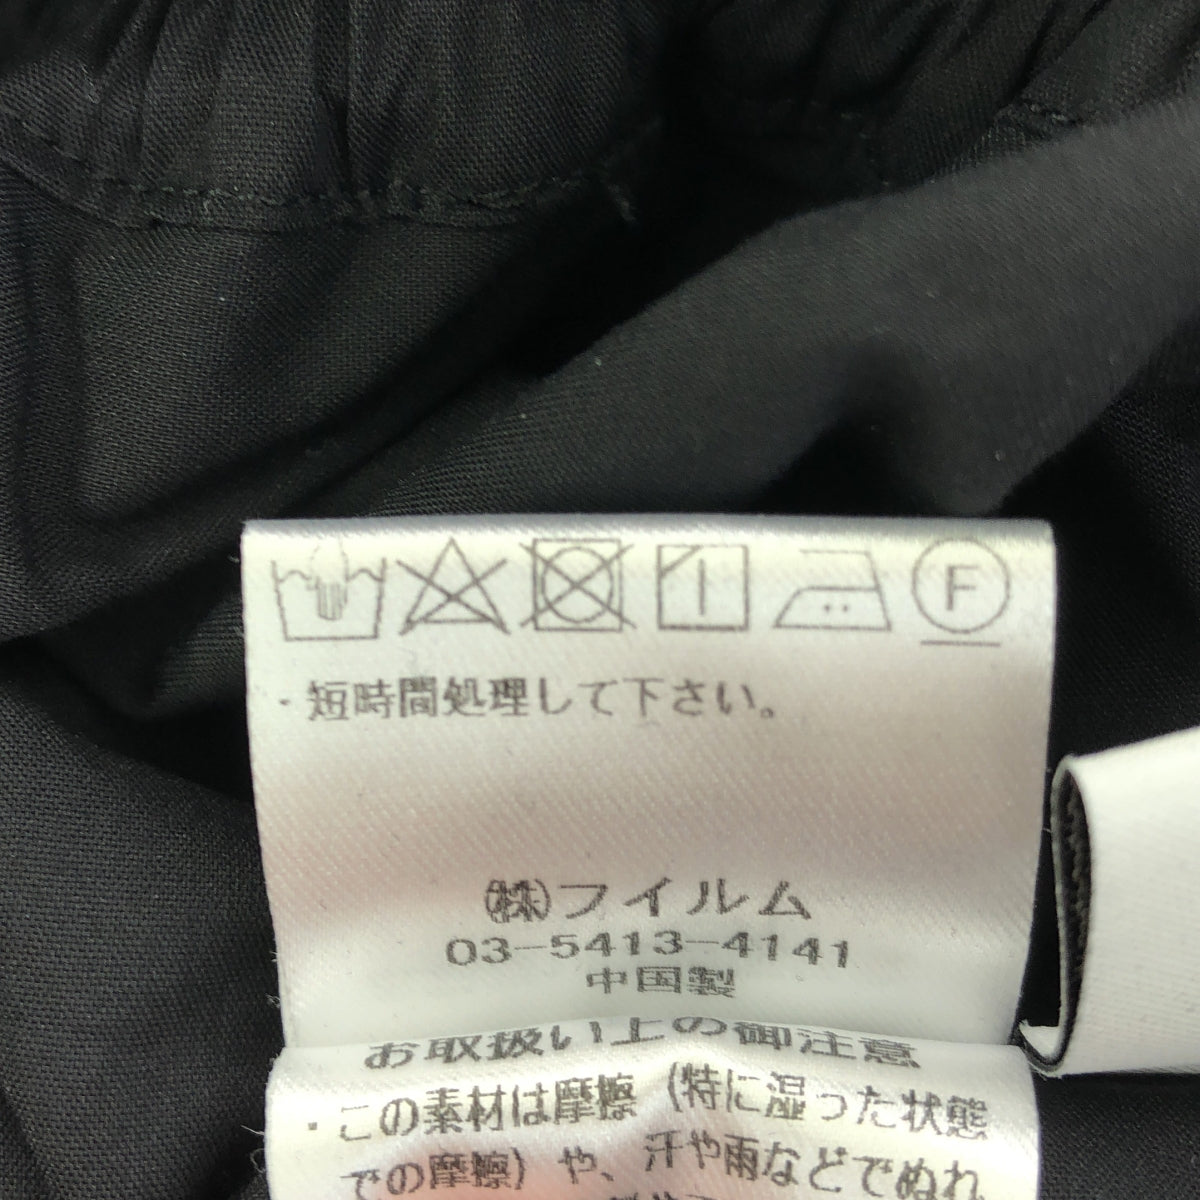 F
・短時間処理して下さい。
㈱フイルム
03-5413-4141
中国製
お取扱い上の御注意
・この素材は摩擦（特に湿った状態
での摩擦）や、汗や雨などでぬれ